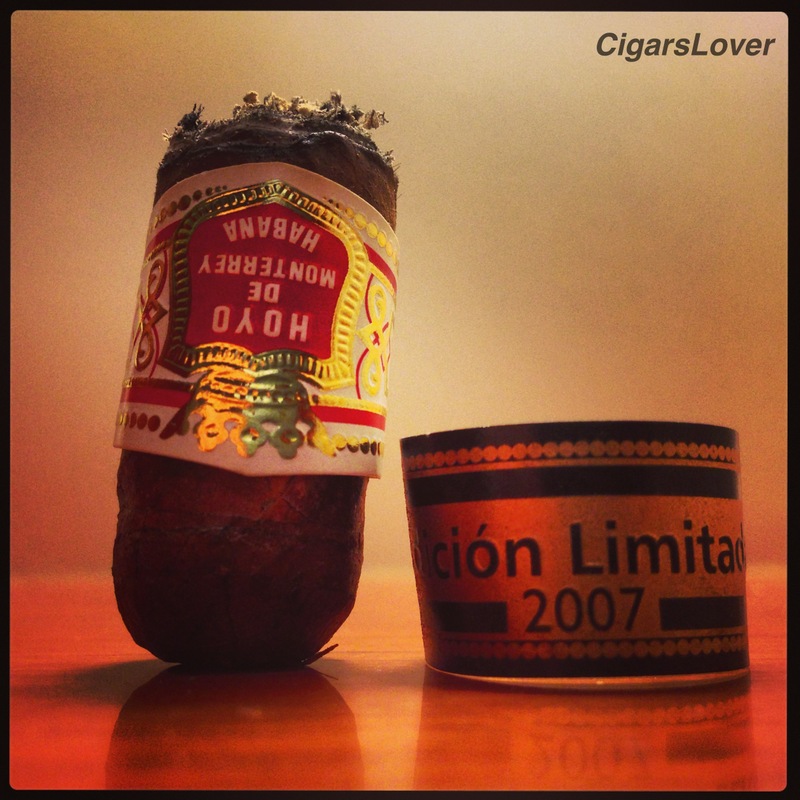 CigarsLover
HOYO
DE
MONTERREY
HABANA
ición Limitad
2007